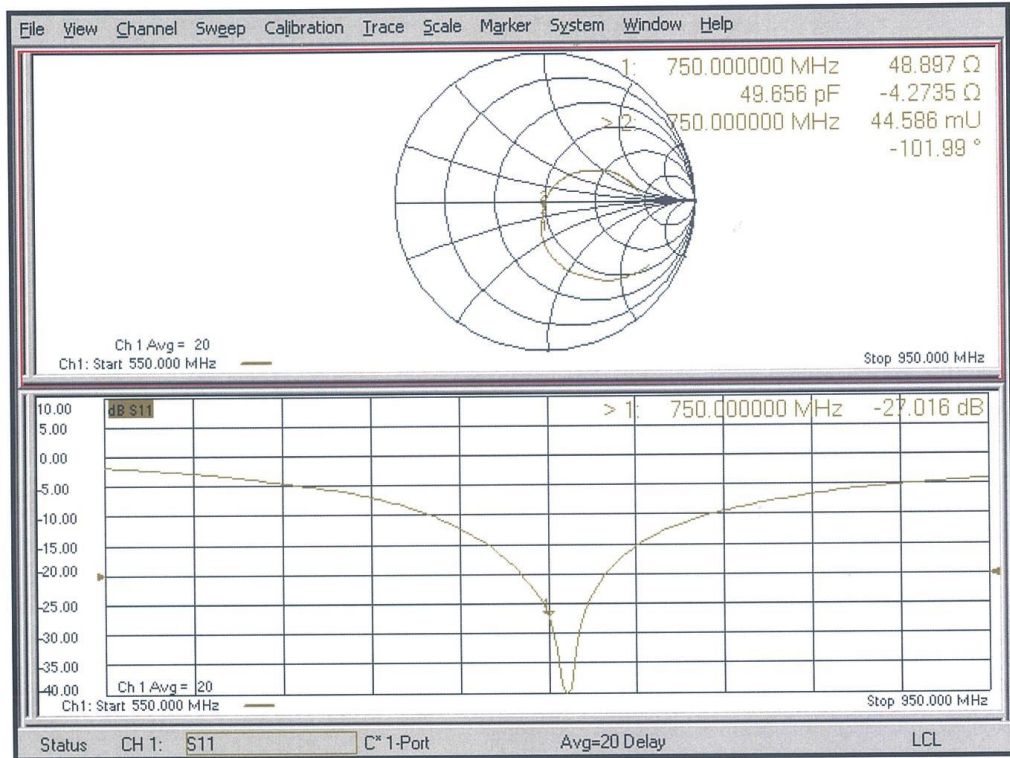 File View Channel Sweep Calibration Trace Scale Marker System Window Help
1: 750.000000 MHz 48.897 Ω
49.656 pF -4.2735 Ω
> 2: 750.000000 MHz 44.586 mU
-101.99 °
Ch 1 Avg = 20
Ch1: Start 550.000 MHz
Stop 950.000 MHz
10.00
dB S11
> 1: 750.000000 MHz -27.016 dB
5.00
0.00
-5.00
-10.00
-15.00
-20.00
-25.00
-30.00
-35.00
-40.00
Ch 1 Avg = 20
Ch1: Start 550.000 MHz
Stop 950.000 MHz
Status CH 1: S11 C* 1-Port Avg=20 Delay LCL